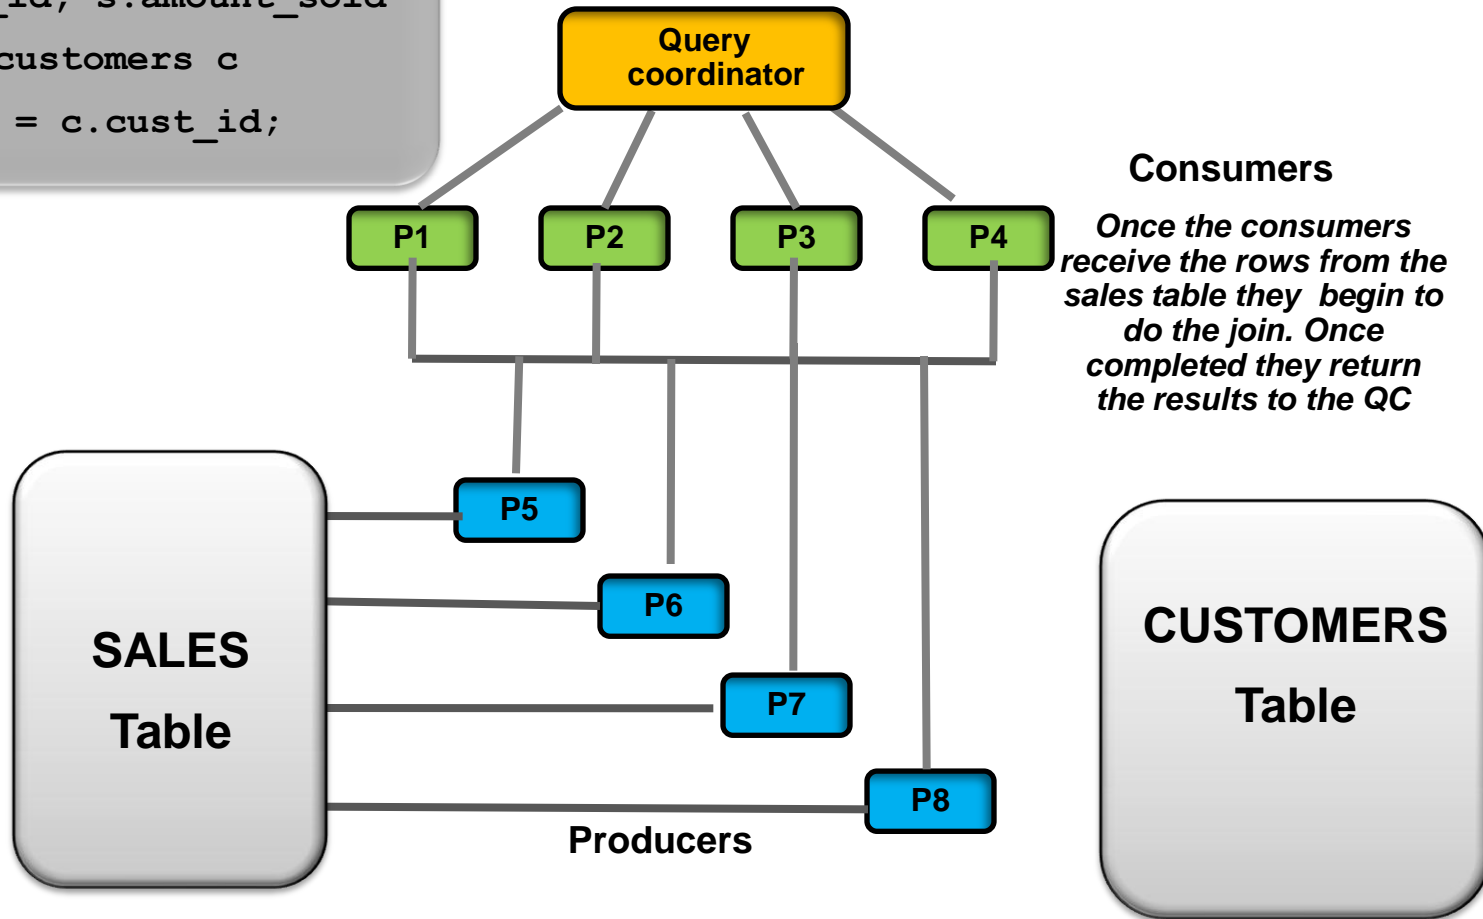 s.amount_sold
customers c
= c.cust_id;
Query
coordinator
Consumers
P1
P2
P3
P4
Once the consumers
receive the rows from the
sales table they begin to
do the join. Once
completed they return
the results to the QC
P5
P6
P7
P8
SALES
Table
CUSTOMERS
Table
Producers